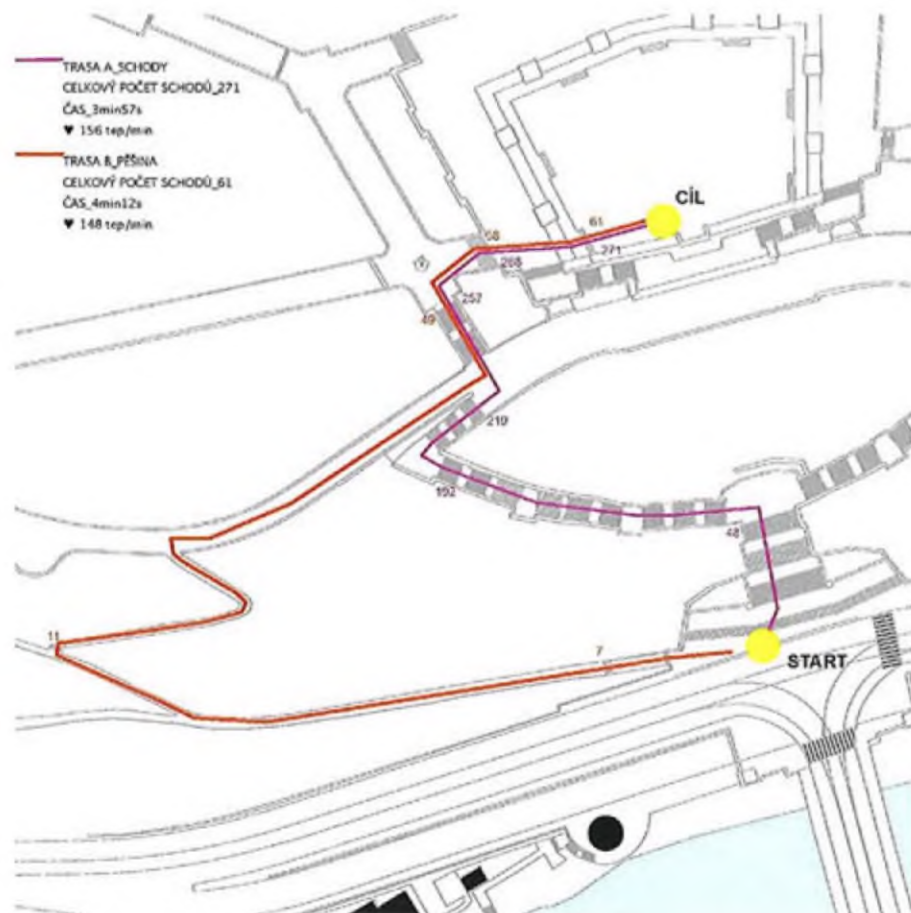 TRASA A_SCHODY
CELKOVÝ POČET SCHODŮ_271
ČAS_3min57s
♥ 156 tep/min
TRASA B_PĚŠINA
CELKOVÝ POČET SCHODŮ_61
ČAS_4min12s
♥ 148 tep/min
CÍL
61
58
271
268
257
49
219
192
48
11
7
START